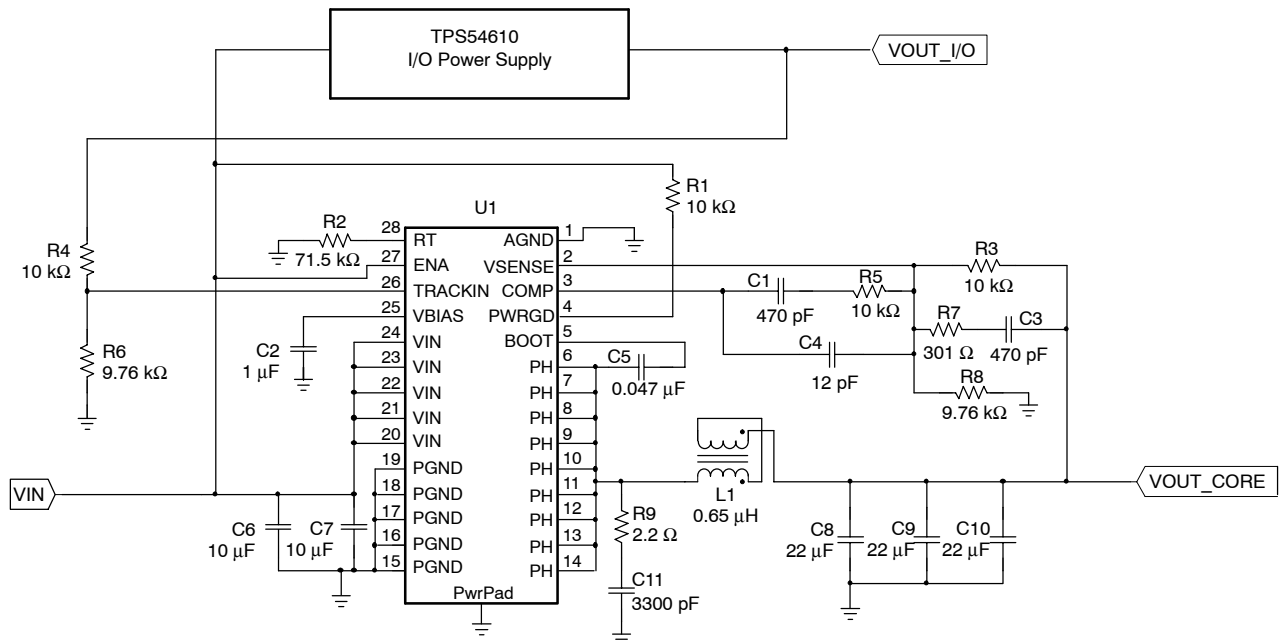 TPS54610
I/O Power Supply
VOUT_I/O
R1
10 kΩ
U1
R2
71.5 kΩ
R4
10 kΩ
R6
9.76 kΩ
C2
1 μF
28
RT
27
ENA
26
TRACKIN
25
VBIAS
24
VIN
23
VIN
22
VIN
21
VIN
20
VIN
19
PGND
18
PGND
17
PGND
16
PGND
15
PGND
AGND
1
VSENSE
2
COMP
3
PWRGD
4
BOOT
5
PH
6
PH
7
PH
8
PH
9
PH
10
PH
11
PH
12
PH
13
PH
14
PwrPad
C5
0.047 μF
C1
470 pF
R5
10 kΩ
C4
12 pF
R3
10 kΩ
R7
301 Ω
C3
470 pF
R8
9.76 kΩ
L1
0.65 μH
VIN
C6
10 μF
C7
10 μF
R9
2.2 Ω
C11
3300 pF
C8
22 μF
C9
22 μF
C10
22 μF
VOUT_CORE